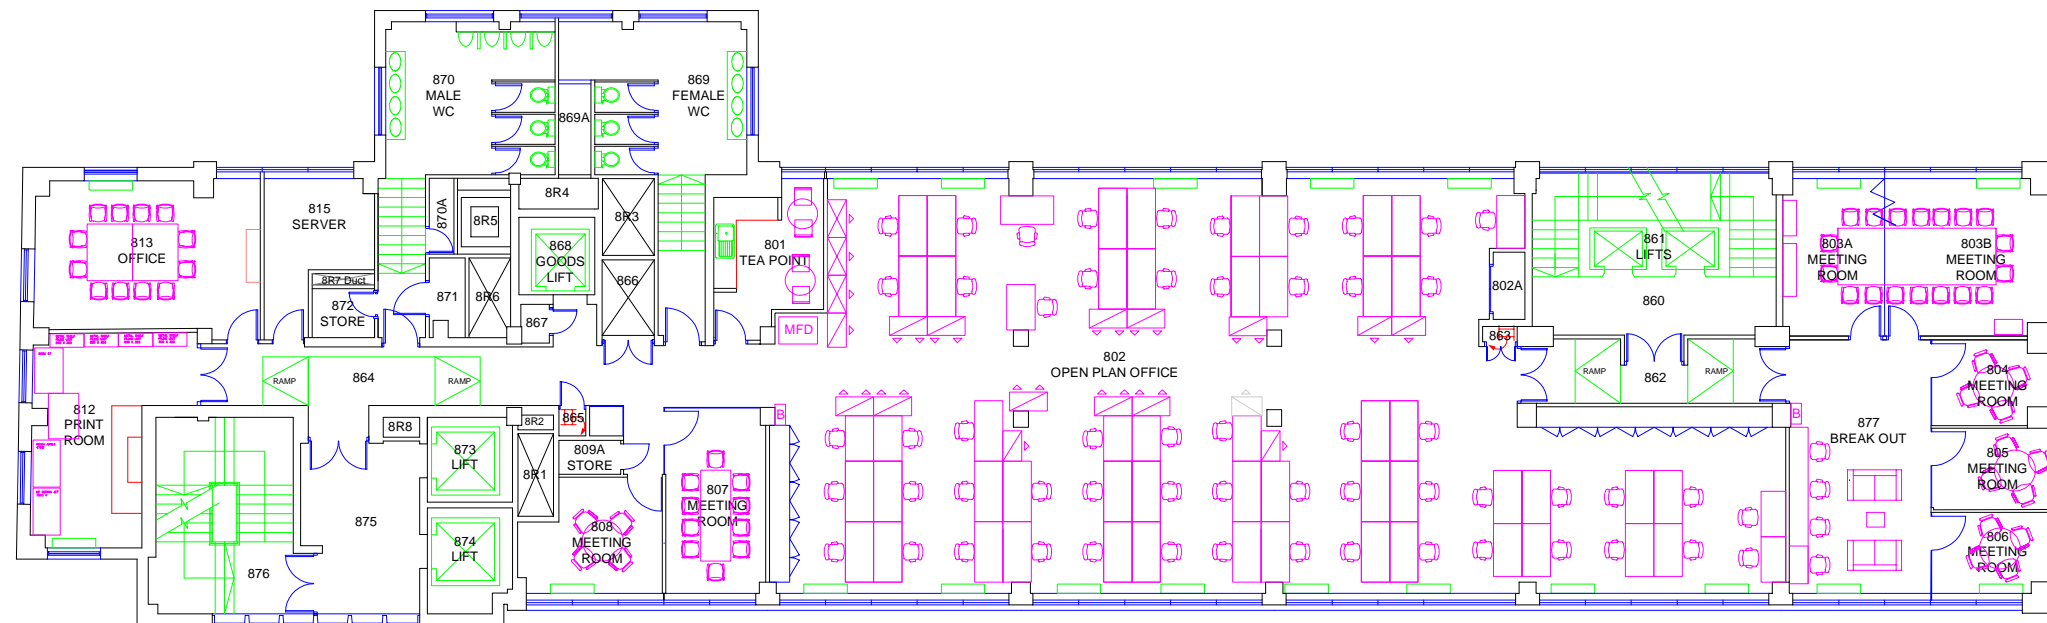 870
MALE
WC
869
FEMALE
WC
869A
815
SERVER
870A
8R4
8R5
8R3
813
OFFICE
868
GOODS
LIFT
801
TEA POINT
861
LIFTS
803A
MEETING
ROOM
803B
MEETING
ROOM
8R7 Duct
872
STORE
871
8R6
866
867
802A
860
MFD
863
802
OPEN PLAN OFFICE
RAMP
864
RAMP
RAMP
862
RAMP
804
MEETING
ROOM
812
PRINT
ROOM
8R8
8R2
865
B
B
877
BREAK OUT
873
LIFT
8R1
809A
STORE
805
MEETING
ROOM
807
MEETING
ROOM
875
808
MEETING
ROOM
874
LIFT
876
806
MEETING
ROOM